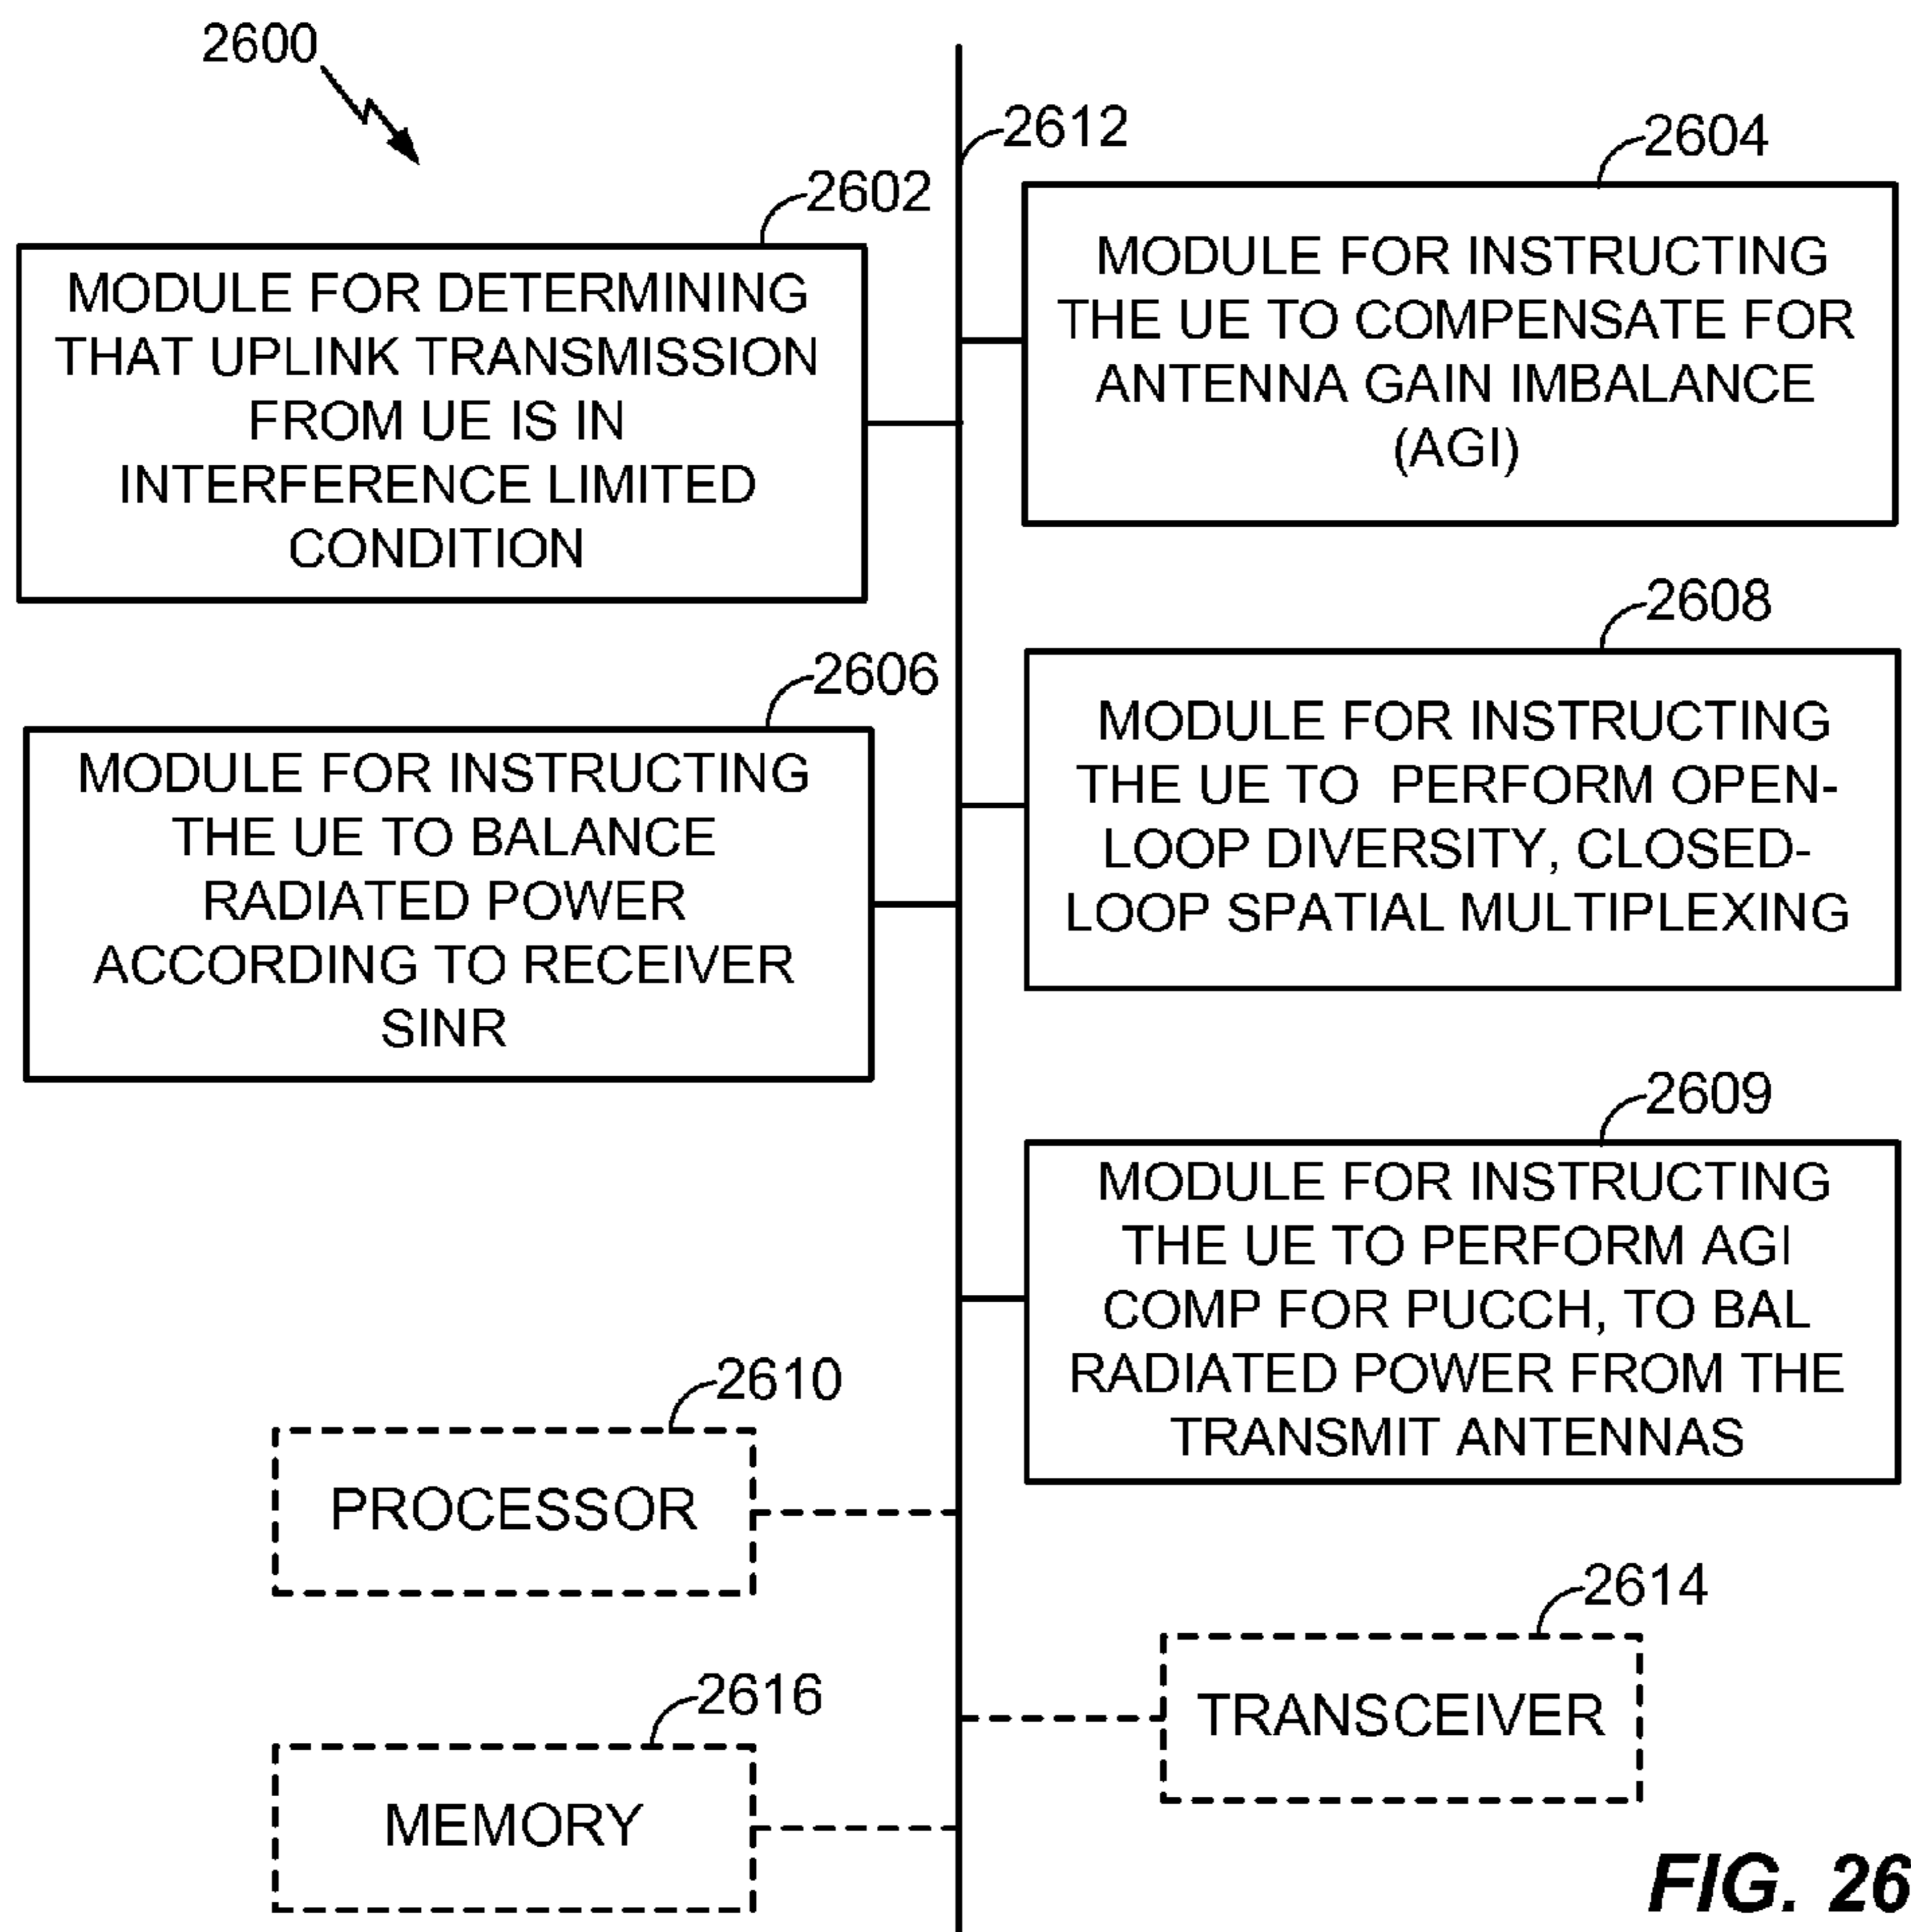 2600
2612
2602
MODULE FOR DETERMINING
THAT UPLINK TRANSMISSION
FROM UE IS IN
INTERFERENCE LIMITED
CONDITION
2604
MODULE FOR INSTRUCTING
THE UE TO COMPENSATE FOR
ANTENNA GAIN IMBALANCE
(AGI)
2606
MODULE FOR INSTRUCTING
THE UE TO BALANCE
RADIATED POWER
ACCORDING TO RECEIVER
SINR
2608
MODULE FOR INSTRUCTING
THE UE TO PERFORM OPEN-
LOOP DIVERSITY, CLOSED-
LOOP SPATIAL MULTIPLEXING
2609
MODULE FOR INSTRUCTING
THE UE TO PERFORM AGI
COMP FOR PUCCH, TO BAL
RADIATED POWER FROM THE
TRANSMIT ANTENNAS
2610
PROCESSOR
2614
TRANSCEIVER
2616
MEMORY
FIG. 26